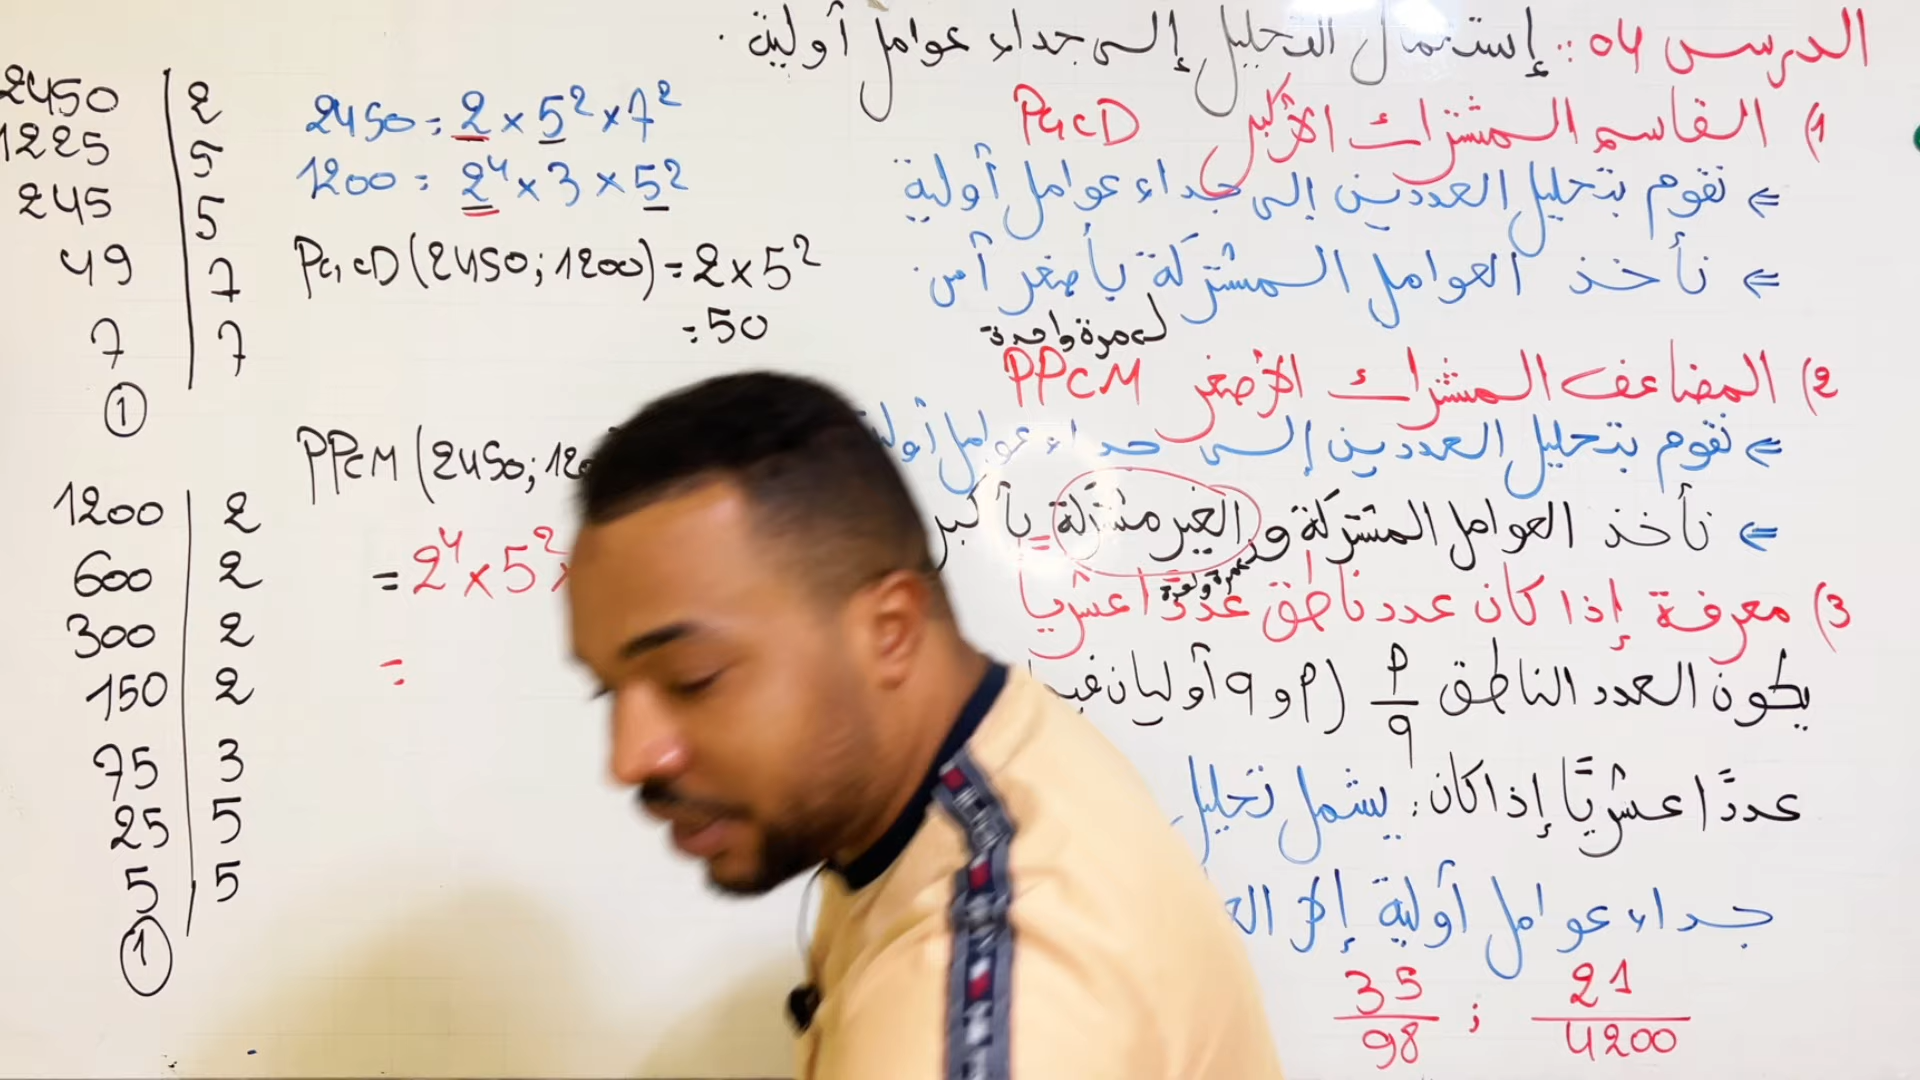 الدرس 04: إستعمال التحليل إلى جداء عوامل أولية.
1) القاسم المشترك الأكبر PGCD
⇐ نقوم بتحليل العددين إلى جداء عوامل أولية
⇐ نأخذ العوامل المشتركة بأصغر أس.
لمرة واحدة
2) المضاعف المشترك الأصغر PPCM
⇐ نقوم بتحليل العددين إلى جداء عوامل أولية
⇐ نأخذ العوامل المشتركة و الغير مشتركة بأكبر
لمرة واحدة
3) معرفة إذا كان عدد ناطق عددًا عشريا
يكون العدد الناطق p/q (p و q أوليان فيـ
عددًا عشريًا إذا كان: يشمل تحليل
جداء عوامل أولية إلا
21/4200 ; 35/98
2450 | 2
1225 | 5
245 | 5
49 | 7
7 | 7
1
1200 | 2
600 | 2
300 | 2
150 | 2
75 | 3
25 | 5
5 | 5
1
2450 = 2 × 5² × 7²
1200 = 2⁴ × 3 × 5²
PGCD(2450;1200) = 2 × 5²
= 50
PPCM(2450;120
= 2⁴ × 5² ×
=